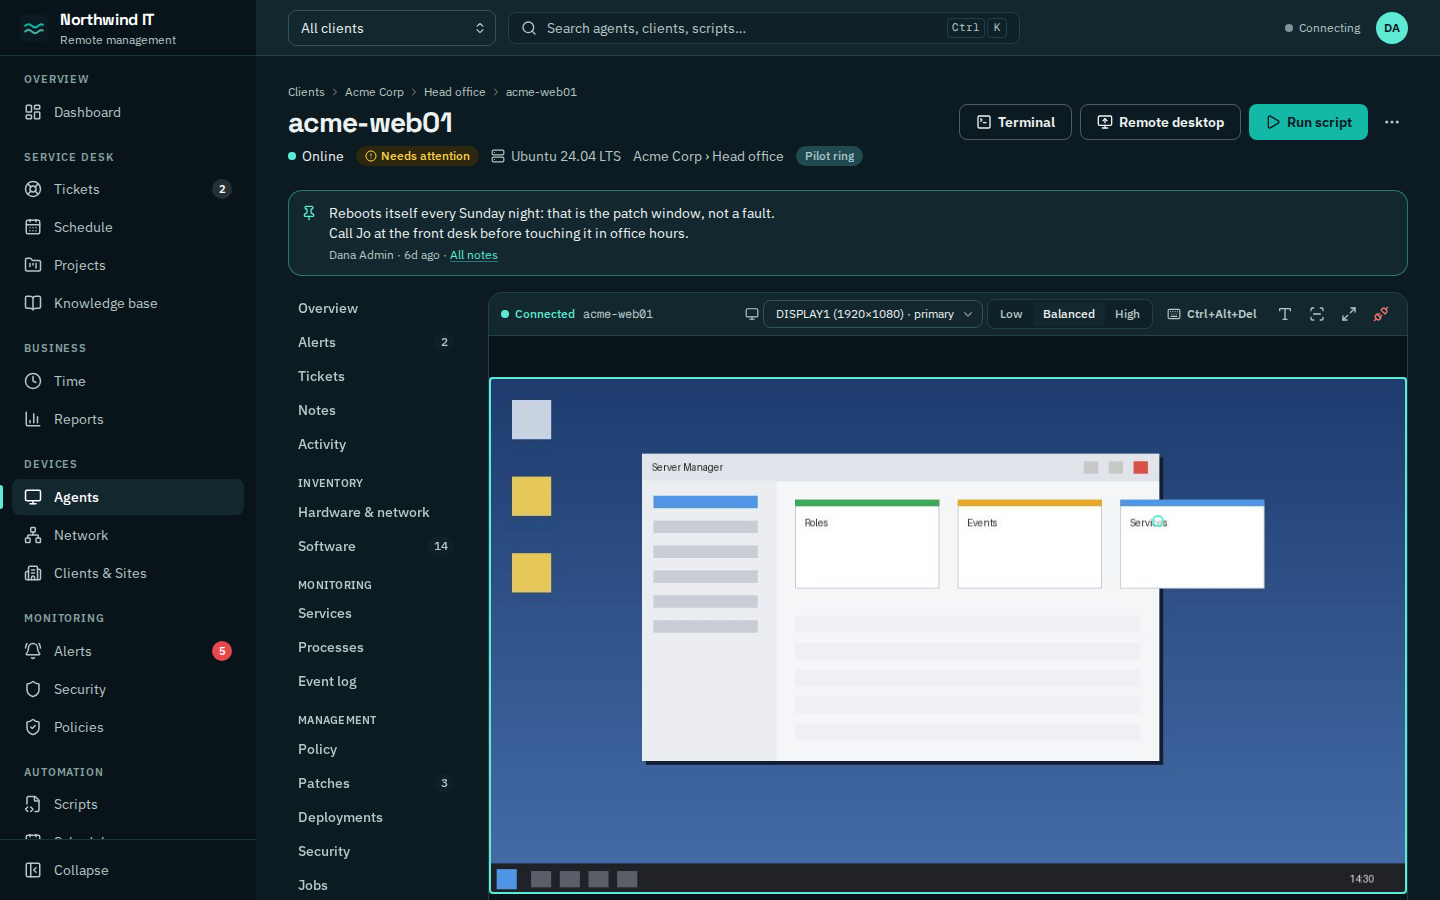 Northwind IT
Remote management
All clients
Search agents, clients, scripts...
Ctrl K
Connecting
DA
OVERVIEW
Dashboard
SERVICE DESK
Tickets 2
Schedule
Projects
Knowledge base
BUSINESS
Time
Reports
DEVICES
Agents
Network
Clients & Sites
MONITORING
Alerts 5
Security
Policies
AUTOMATION
Scripts
Collapse
Clients > Acme Corp > Head office > acme-web01
acme-web01
Terminal
Remote desktop
Run script
Online
Needs attention
Ubuntu 24.04 LTS
Acme Corp › Head office
Pilot ring
Reboots itself every Sunday night: that is the patch window, not a fault.
Call Jo at the front desk before touching it in office hours.
Dana Admin · 6d ago · All notes
Overview
Alerts 2
Tickets
Notes
Activity
INVENTORY
Hardware & network
Software 14
MONITORING
Services
Processes
Event log
MANAGEMENT
Policy
Patches 3
Deployments
Security
Jobs
Connected acme-web01
DISPLAY1 (1920×1080) · primary
Low Balanced High
Ctrl+Alt+Del
Server Manager
Roles
Events
Services
14:30